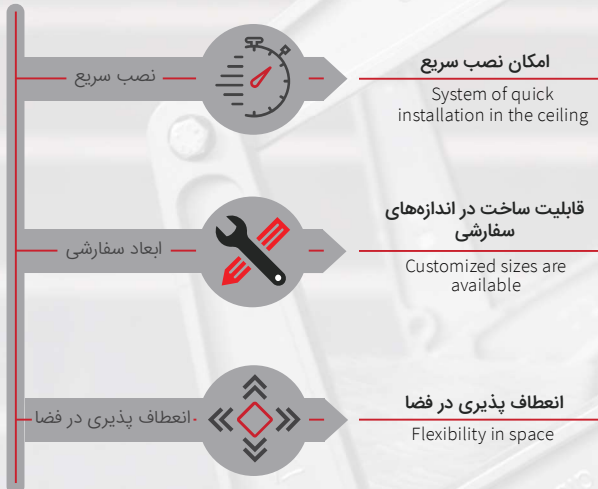 نصب سریع
امکان نصب سریع
System of quick
installation in the ceiling
ابعاد سفارشی
قابلیت ساخت در اندازه‌های
سفارشی
Customized sizes are
available
انعطاف پذیری در فضا
انعطاف پذیری در فضا
Flexibility in space